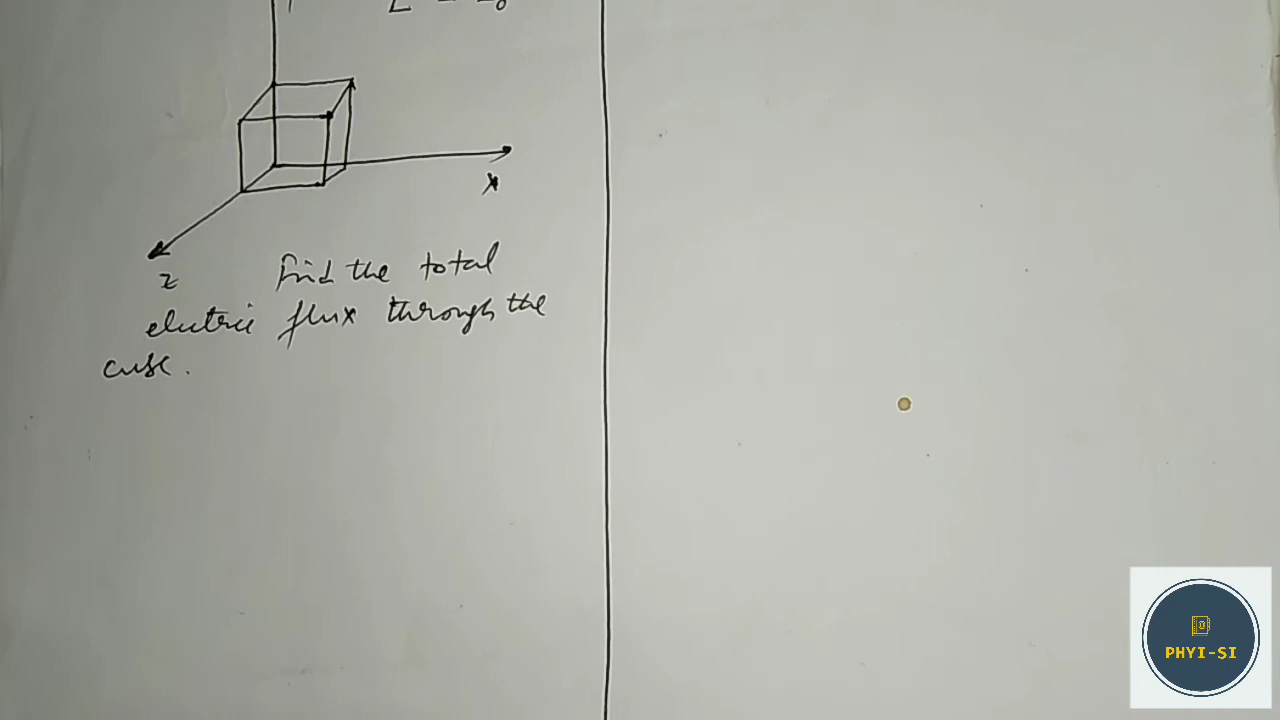 x
z
Find the total
electric flux through the
cube.
PHYI-SI